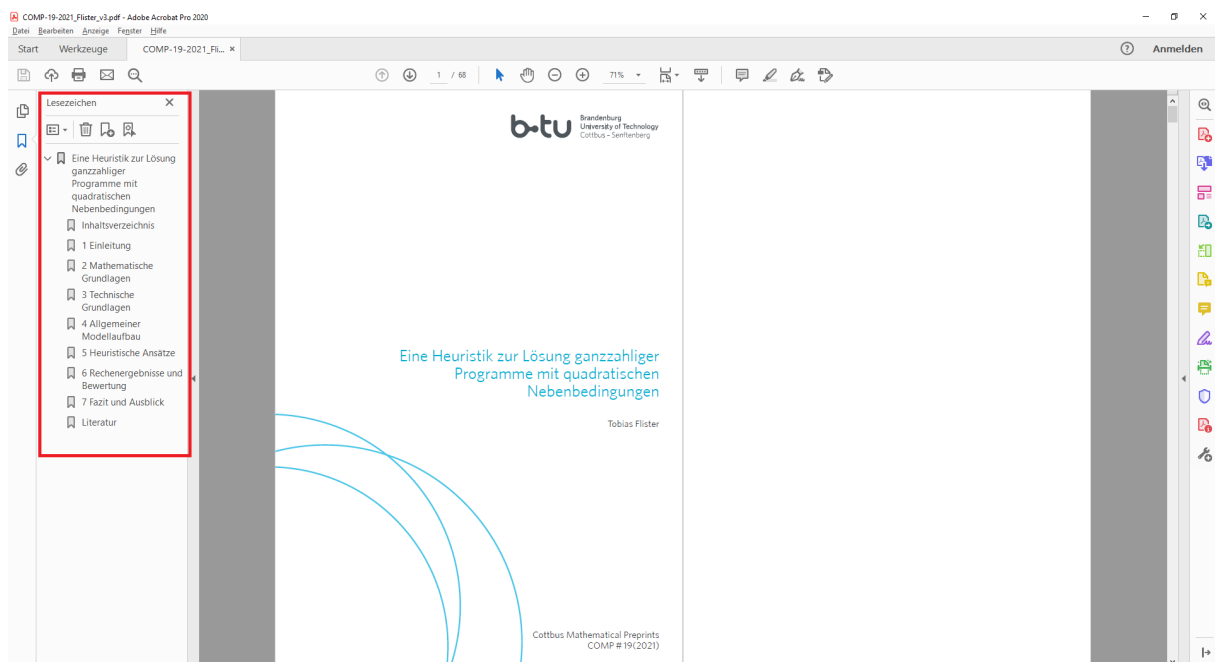 COMP-19-2021_Flister_v3.pdf - Adobe Acrobat Pro 2020
Datei Bearbeiten Anzeige Fenster Hilfe
Start Werkzeuge COMP-19-2021_Fli... ×
Anmelden
1 / 68
71%
Lesezeichen
Eine Heuristik zur Lösung
ganzzahliger
Programme mit
quadratischen
Nebenbedingungen
Inhaltsverzeichnis
1 Einleitung
2 Mathematische
Grundlagen
3 Technische
Grundlagen
4 Allgemeiner
Modellaufbau
5 Heuristische Ansätze
6 Rechenergebnisse und
Bewertung
7 Fazit und Ausblick
Literatur
b-tu
Brandenburg
University of Technology
Cottbus - Senftenberg
Eine Heuristik zur Lösung ganzzahliger
Programme mit quadratischen
Nebenbedingungen
Tobias Flister
Cottbus Mathematical Preprints
COMP # 19(2021)